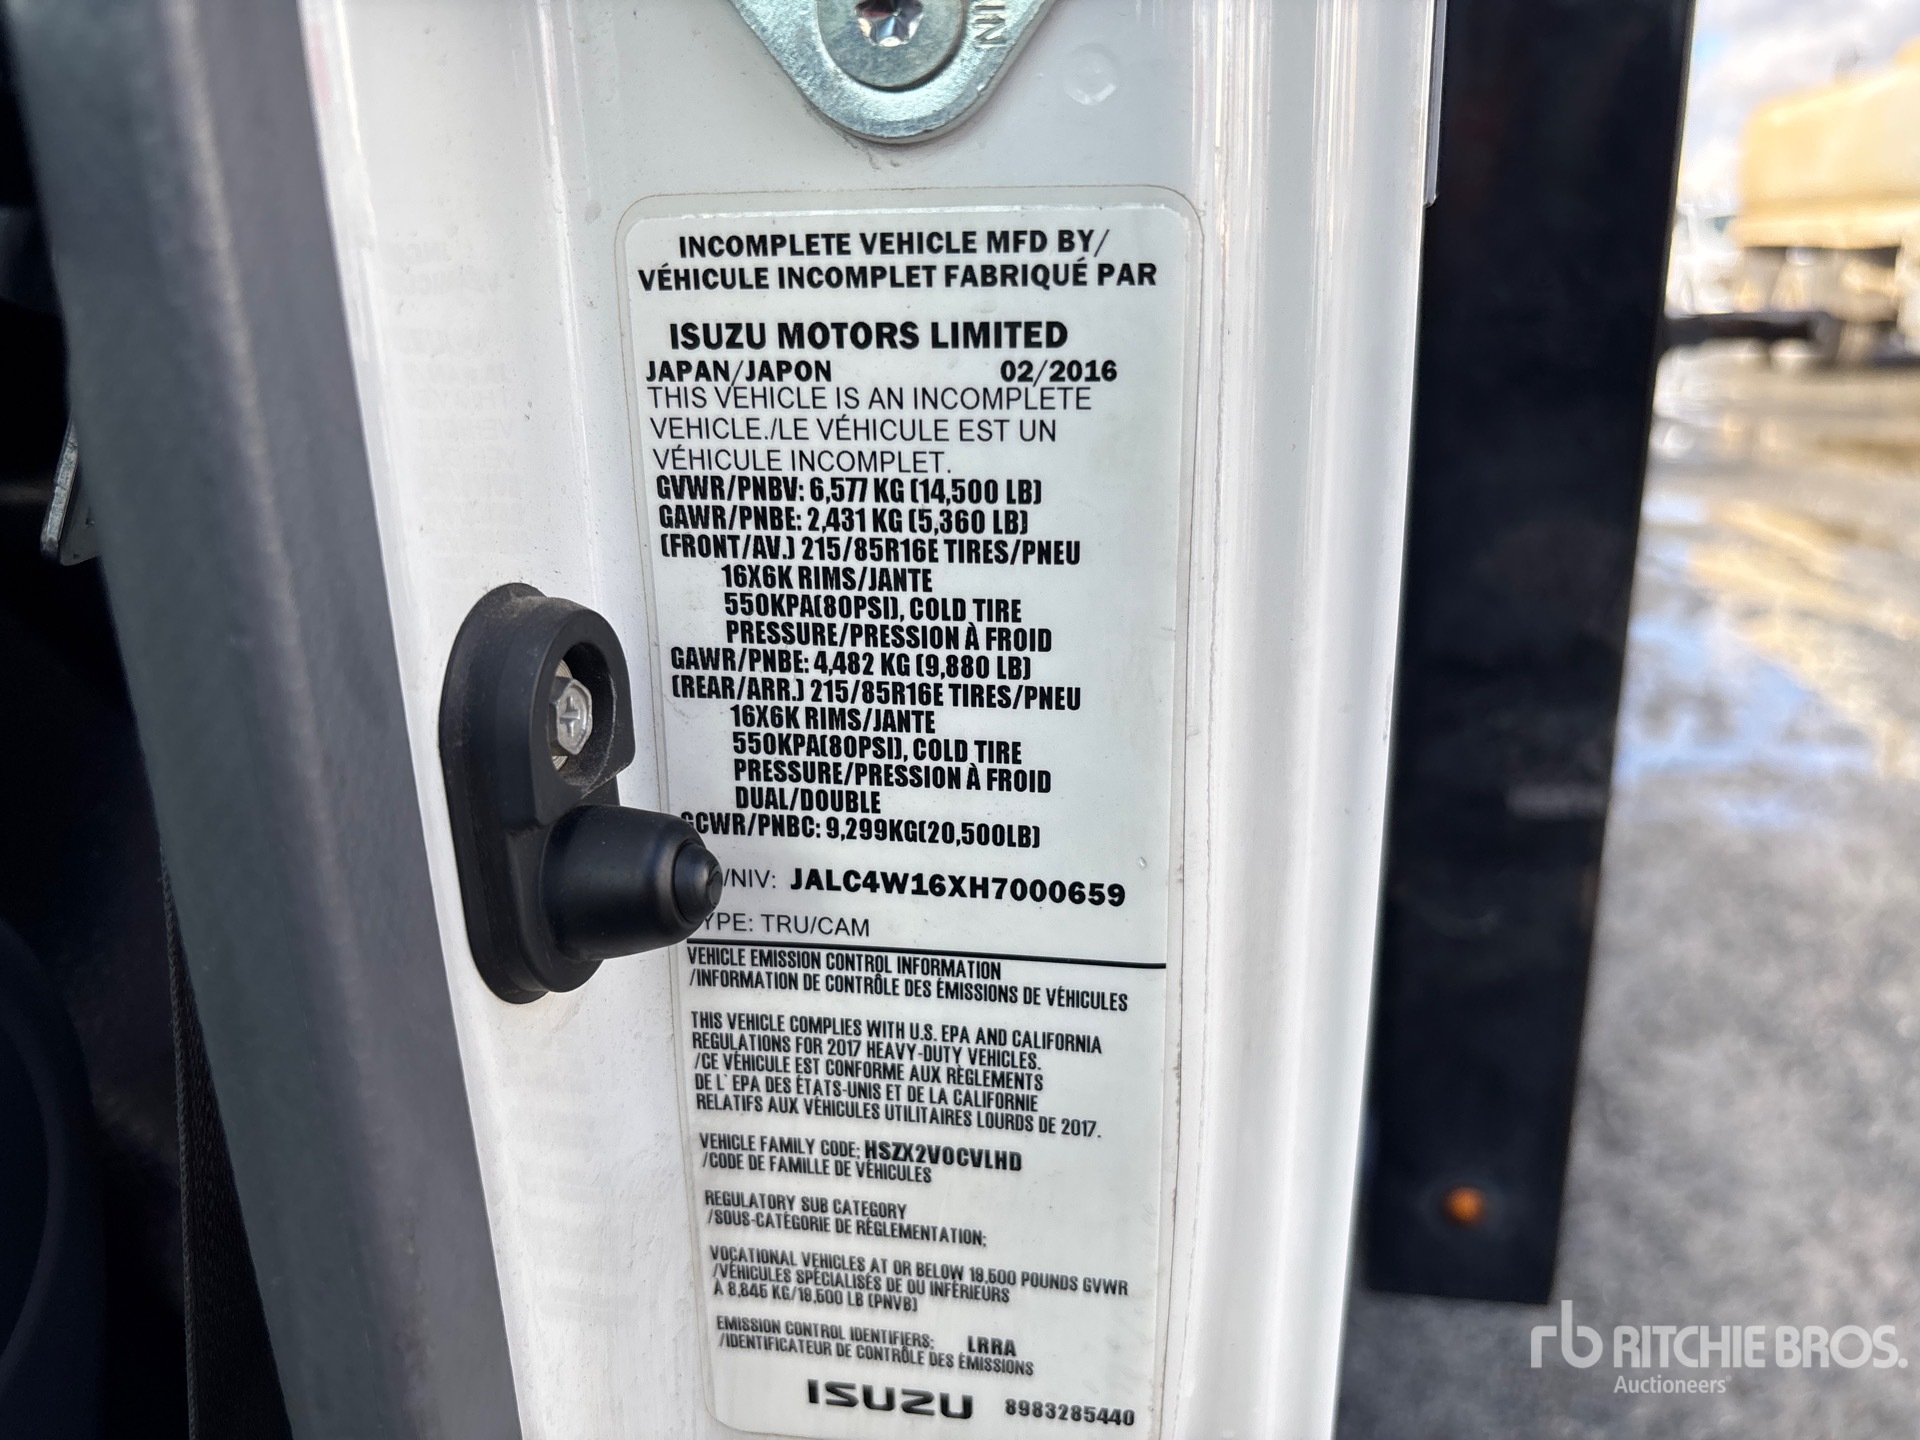 IN
INCOMPLETE VEHICLE MFD BY/
VÉHICULE INCOMPLET FABRIQUÉ PAR
ISUZU MOTORS LIMITED
JAPAN/JAPON 02/2016
THIS VEHICLE IS AN INCOMPLETE
VEHICLE./LE VÉHICULE EST UN
VÉHICULE INCOMPLET.
GVWR/PNBV: 6,577 KG (14,500 LB)
GAWR/PNBE: 2,431 KG (5,360 LB)
(FRONT/AV.) 215/85R16E TIRES/PNEU
16X6K RIMS/JANTE
550KPA(80PSI), COLD TIRE
PRESSURE/PRESSION À FROID
GAWR/PNBE: 4,482 KG (9,880 LB)
(REAR/ARR.) 215/85R16E TIRES/PNEU
16X6K RIMS/JANTE
550KPA(80PSI), COLD TIRE
PRESSURE/PRESSION À FROID
DUAL/DOUBLE
GCWR/PNBC: 9,299KG(20,500LB)
/NIV: JALC4W16XH7000659
TYPE: TRU/CAM
VEHICLE EMISSION CONTROL INFORMATION
/INFORMATION DE CONTRÔLE DES ÉMISSIONS DE VÉHICULES
THIS VEHICLE COMPLIES WITH U.S. EPA AND CALIFORNIA
REGULATIONS FOR 2017 HEAVY-DUTY VEHICLES.
/CE VÉHICULE EST CONFORME AUX RÈGLEMENTS
DE L' EPA DES ÉTATS-UNIS ET DE LA CALIFORNIE
RELATIFS AUX VÉHICULES UTILITAIRES LOURDS DE 2017.
VEHICLE FAMILY CODE: HSZX2VOCVLHD
/CODE DE FAMILLE DE VÉHICULES
REGULATORY SUB CATEGORY
/SOUS-CATÉGORIE DE RÈGLEMENTATION;
VOCATIONAL VEHICLES AT OR BELOW 19,500 POUNDS GVWR
/VÉHICULES SPÉCIALISÉS DE OU INFÉRIEURS
À 8,845 KG/19,500 LB (PNVB)
EMISSION CONTROL IDENTIFIERS: LRRA
/IDENTIFICATEUR DE CONTRÔLE DES ÉMISSIONS
ISUZU 8983285440
rb RITCHIE BROS.
Auctioneers